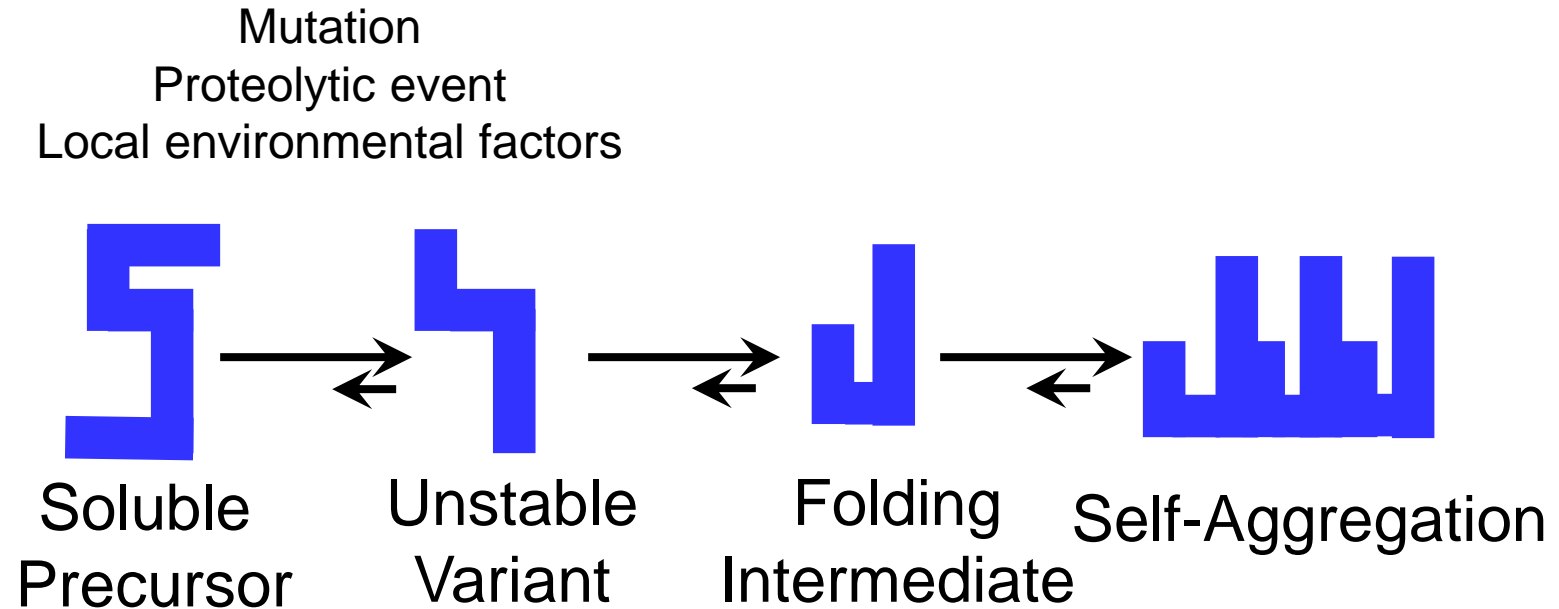 Mutation
Proteolytic event
Local environmental factors
Soluble
Precursor
Unstable
Variant
Folding
Intermediate
Self-Aggregation